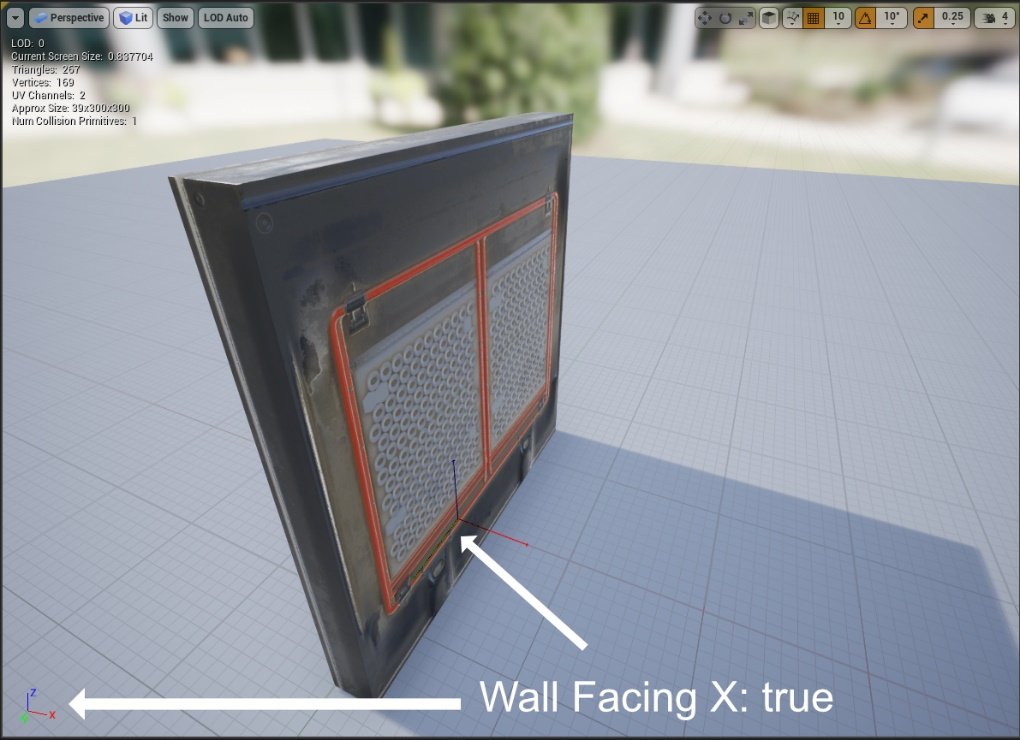 Perspective Lit Show LOD Auto 10 10° 0.25 4
LOD: 0
Current Screen Size: 0.837704
Triangles: 267
Vertices: 169
UV Channels: 2
Approx Size: 39x300x300
Num Collision Primitives: 1
Z
X
Wall Facing X: true